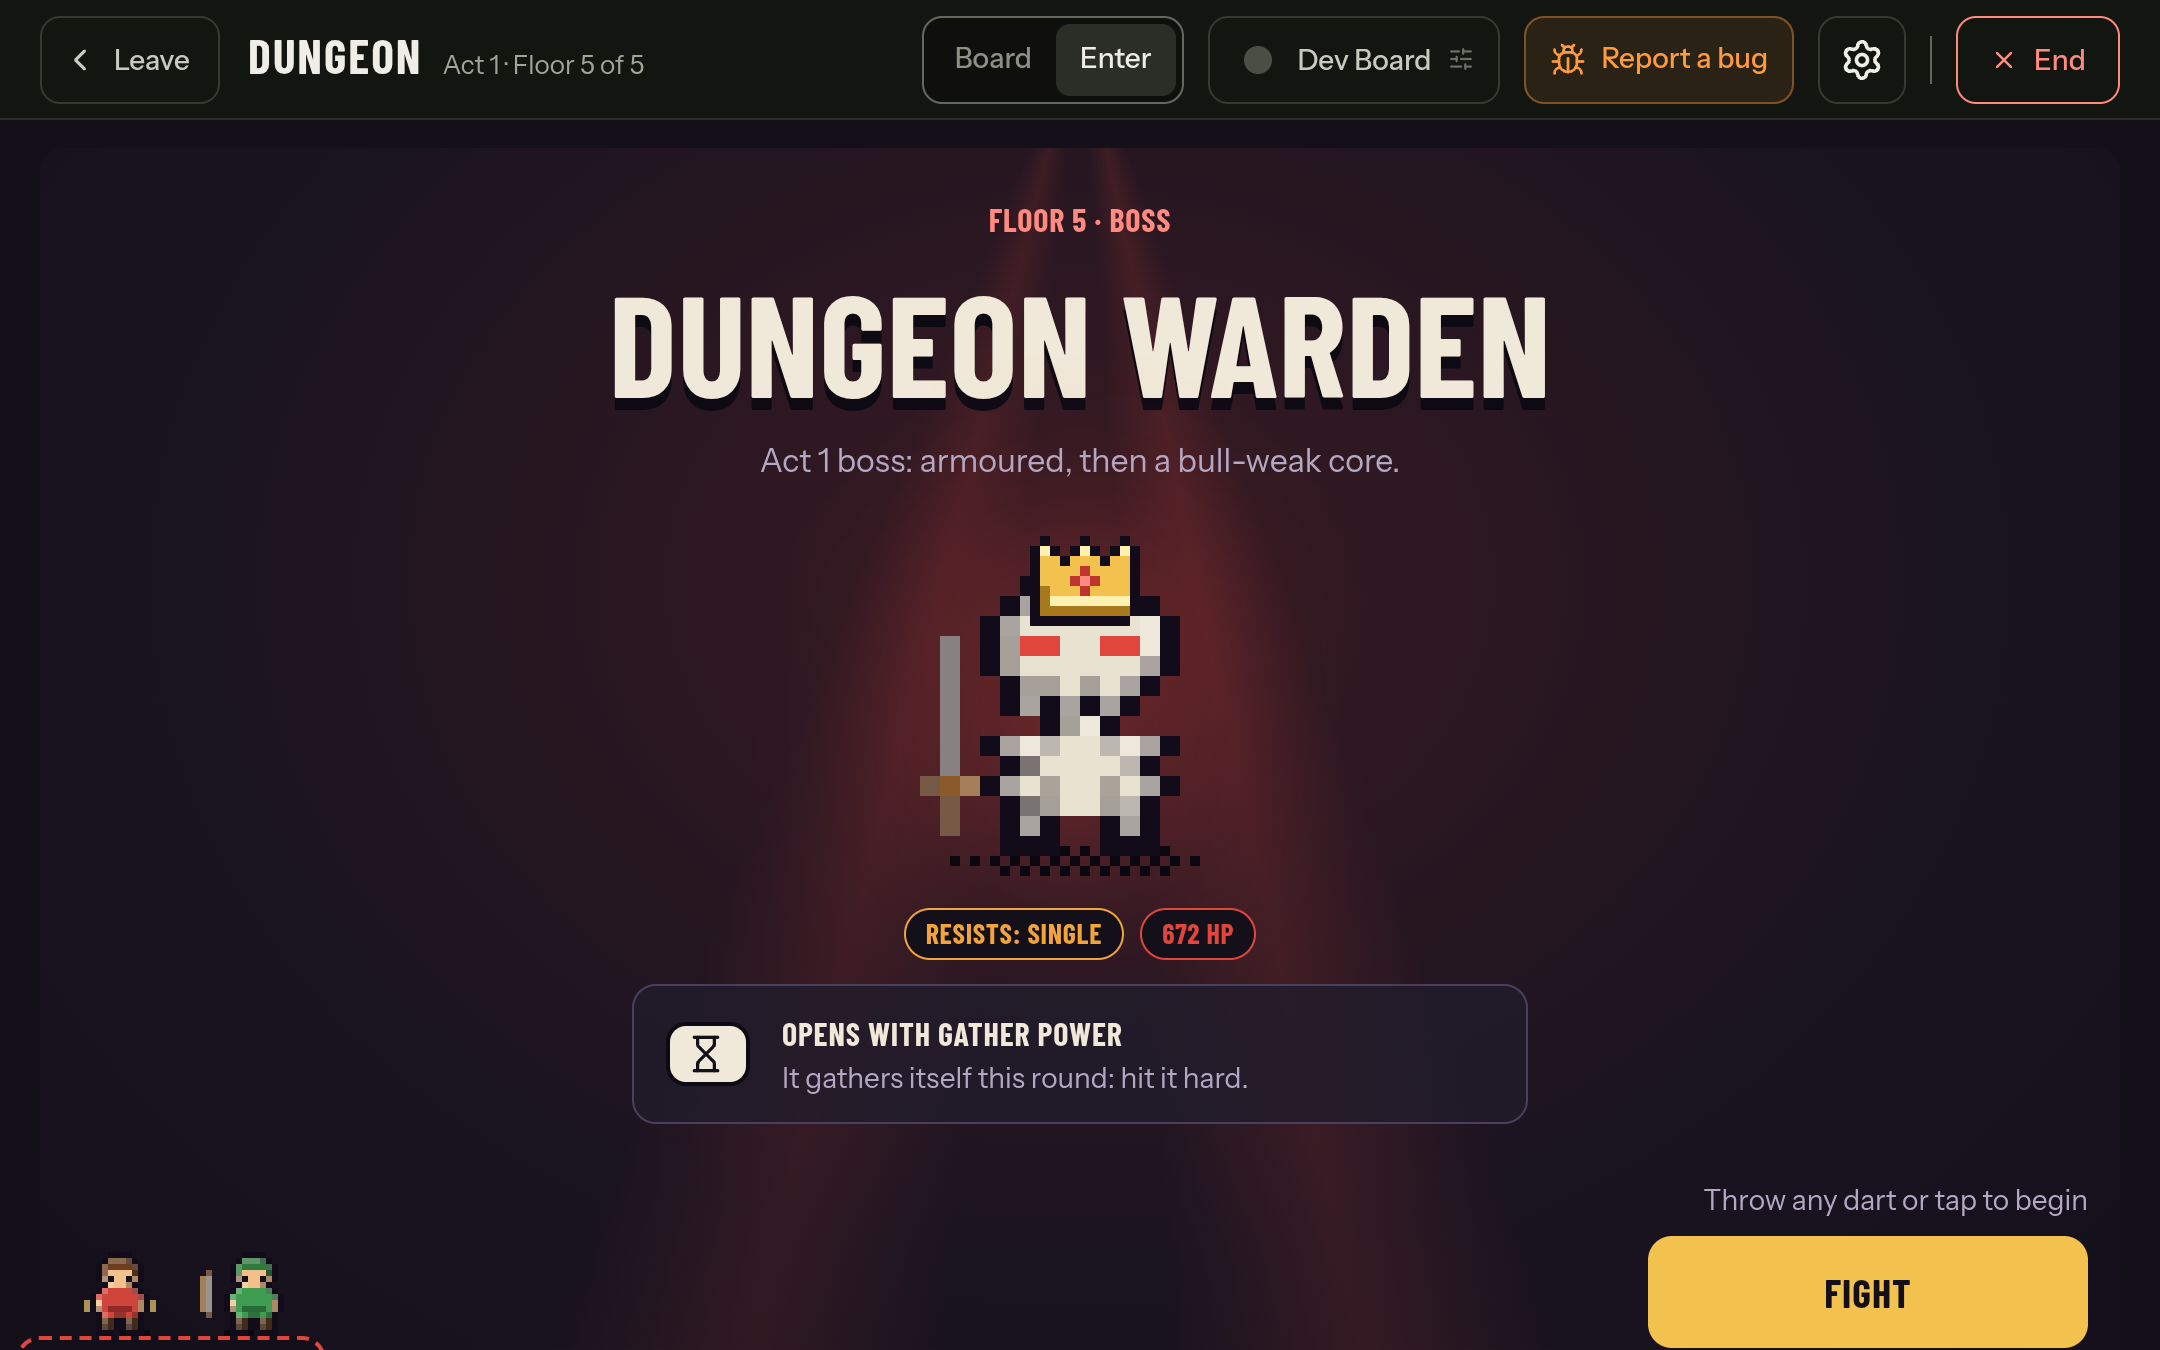 Leave
DUNGEON
Act 1 · Floor 5 of 5
Board
Enter
Dev Board
Report a bug
End
FLOOR 5 · BOSS
DUNGEON WARDEN
Act 1 boss: armoured, then a bull-weak core.
RESISTS: SINGLE
672 HP
OPENS WITH GATHER POWER
It gathers itself this round: hit it hard.
Throw any dart or tap to begin
FIGHT